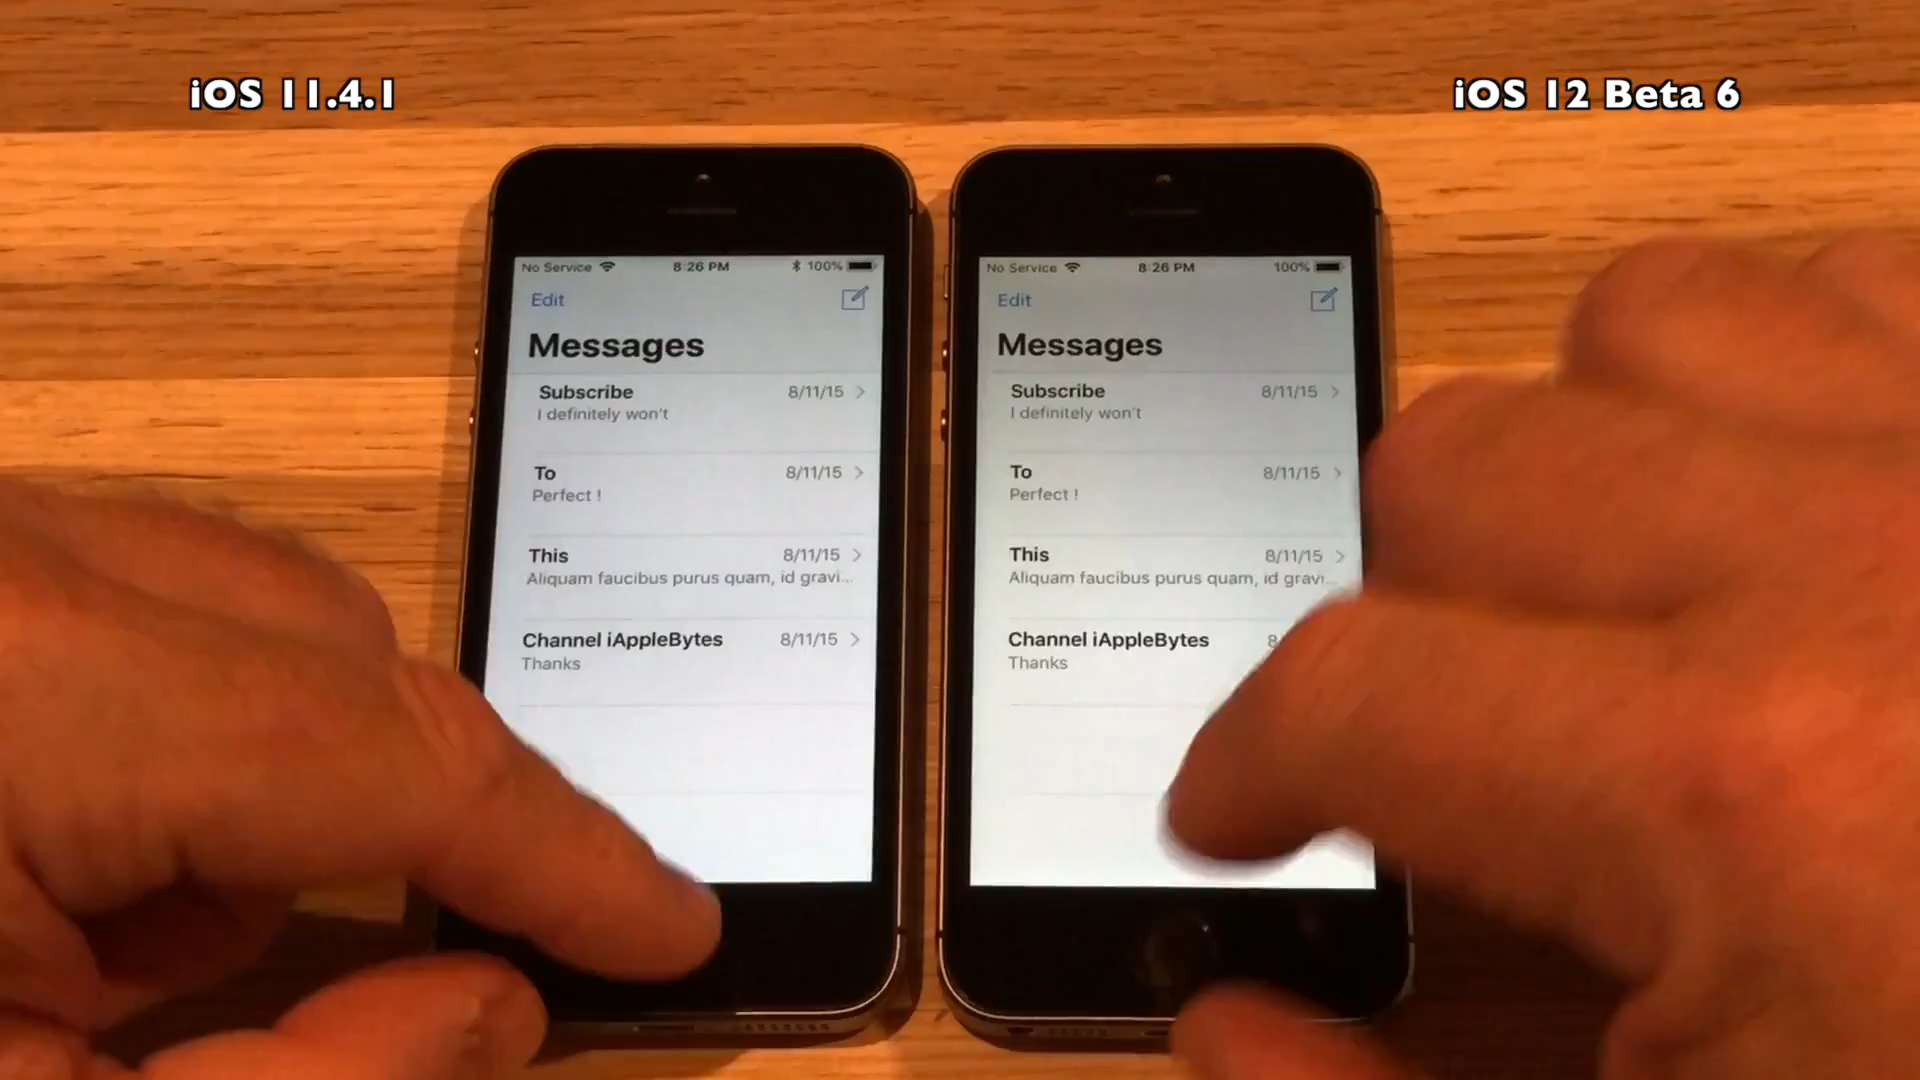 iOS 11.4.1
iOS 12 Beta 6
No Service 8:26 PM 100%
Edit
Messages
Subscribe 8/11/15
I definitely won't
To 8/11/15
Perfect !
This 8/11/15
Aliquam faucibus purus quam, id gravi...
Channel iAppleBytes 8/11/15
Thanks
No Service 8:26 PM 100%
Edit
Messages
Subscribe 8/11/15
I definitely won't
To 8/11/15
Perfect !
This 8/11/15
Aliquam faucibus purus quam, id gravi...
Channel iAppleBytes 8/
Thanks